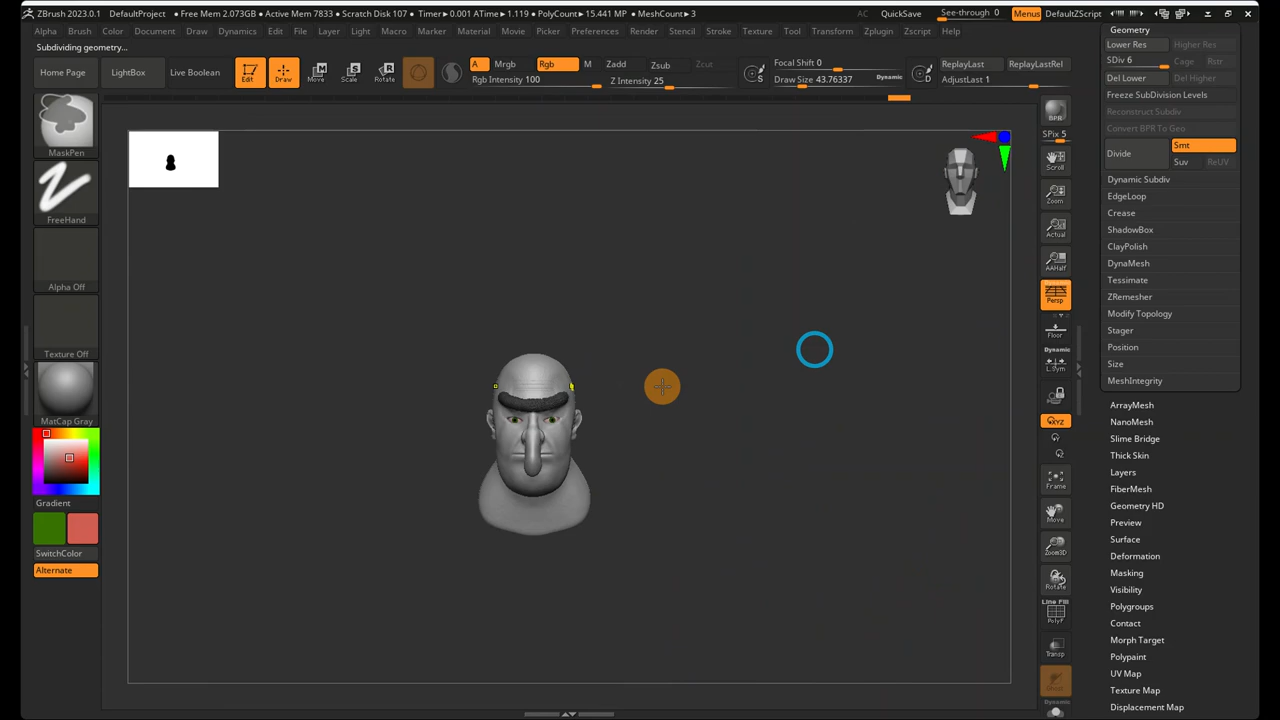 ZBrush 2023.0.1 DefaultProject • Free Mem 2.073GB • Active Mem 7833 • Scratch Disk 107 • Timer▸0.001 ATime▸1.119 • PolyCount▸15.441 MP • MeshCount▸3 AC QuickSave See-through 0 Menus DefaultZScript
Alpha Brush Color Document Draw Dynamics Edit File Layer Light Macro Marker Material Movie Picker Preferences Render Stencil Stroke Texture Tool Transform Zplugin Zscript Help
Subdividing geometry...
Home Page LightBox Live Boolean Edit Draw Move Scale Rotate
A Mrgb Rgb M Zadd Zsub Zcut
Rgb Intensity 100 Z Intensity 25
Focal Shift 0
Draw Size 43.76337 Dynamic
S
D
ReplayLast ReplayLastRel
AdjustLast 1
MaskPen
FreeHand
Alpha Off
Texture Off
MatCap Gray
Gradient
SwitchColor
Alternate
BPR
SPix 5
Scroll
Zoom
Actual
AAHalf
Persp
Floor
Dynamic
L.Sym
XYZ
Frame
Move
Zoom3D
Rotate
Line Fill
PolyF
Transp
Dynamic
Geometry
Lower Res Higher Res
SDiv 6 Cage Rstr
Del Lower Del Higher
Freeze SubDivision Levels
Reconstruct Subdiv
Convert BPR To Geo
Divide Smt
Suv ReUV
Dynamic Subdiv
EdgeLoop
Crease
ShadowBox
ClayPolish
DynaMesh
Tessimate
ZRemesher
Modify Topology
Stager
Position
Size
MeshIntegrity
ArrayMesh
NanoMesh
Slime Bridge
Thick Skin
Layers
FiberMesh
Geometry HD
Preview
Surface
Deformation
Masking
Visibility
Polygroups
Contact
Morph Target
Polypaint
UV Map
Texture Map
Displacement Map